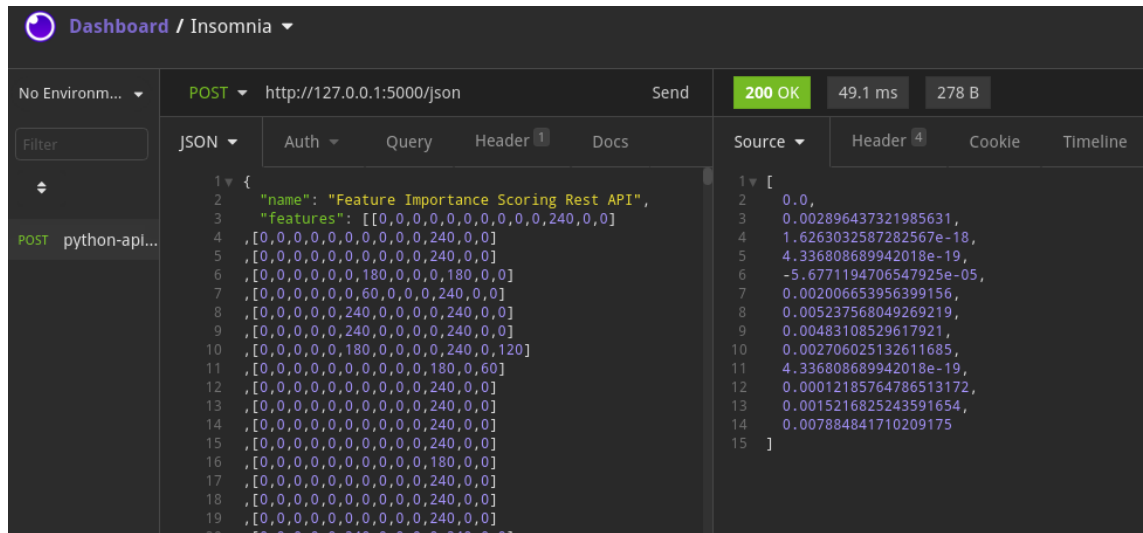 Dashboard / Insomnia
No Environm...
POST http://127.0.0.1:5000/json Send
200 OK 49.1 ms 278 B
Filter
JSON Auth Query Header 1 Docs
Source Header 4 Cookie Timeline
POST python-api...
1 {
2 "name": "Feature Importance Scoring Rest API",
3 "features": [[0,0,0,0,0,0,0,0,0,0,240,0,0]
4 ,[0,0,0,0,0,0,0,0,0,0,240,0,0]
5 ,[0,0,0,0,0,0,0,0,0,0,240,0,0]
6 ,[0,0,0,0,0,0,180,0,0,0,180,0,0]
7 ,[0,0,0,0,0,0,60,0,0,0,240,0,0]
8 ,[0,0,0,0,0,240,0,0,0,0,240,0,0]
9 ,[0,0,0,0,0,240,0,0,0,0,240,0,0]
10 ,[0,0,0,0,0,180,0,0,0,0,240,0,120]
11 ,[0,0,0,0,0,0,0,0,0,0,180,0,60]
12 ,[0,0,0,0,0,0,0,0,0,0,240,0,0]
13 ,[0,0,0,0,0,0,0,0,0,0,240,0,0]
14 ,[0,0,0,0,0,0,0,0,0,0,240,0,0]
15 ,[0,0,0,0,0,0,0,0,0,0,240,0,0]
16 ,[0,0,0,0,0,0,0,0,0,0,180,0,0]
17 ,[0,0,0,0,0,0,0,0,0,0,240,0,0]
18 ,[0,0,0,0,0,0,0,0,0,0,240,0,0]
19 ,[0,0,0,0,0,0,0,0,0,0,240,0,0]
1 [
2 0.0,
3 0.002896437321985631,
4 1.6263032587282567e-18,
5 4.336808689942018e-19,
6 -5.6771194706547925e-05,
7 0.002006653956399156,
8 0.005237568049269219,
9 0.00483108529617921,
10 0.002706025132611685,
11 4.336808689942018e-19,
12 0.00012185764786513172,
13 0.0015216825243591654,
14 0.007884841710209175
15 ]